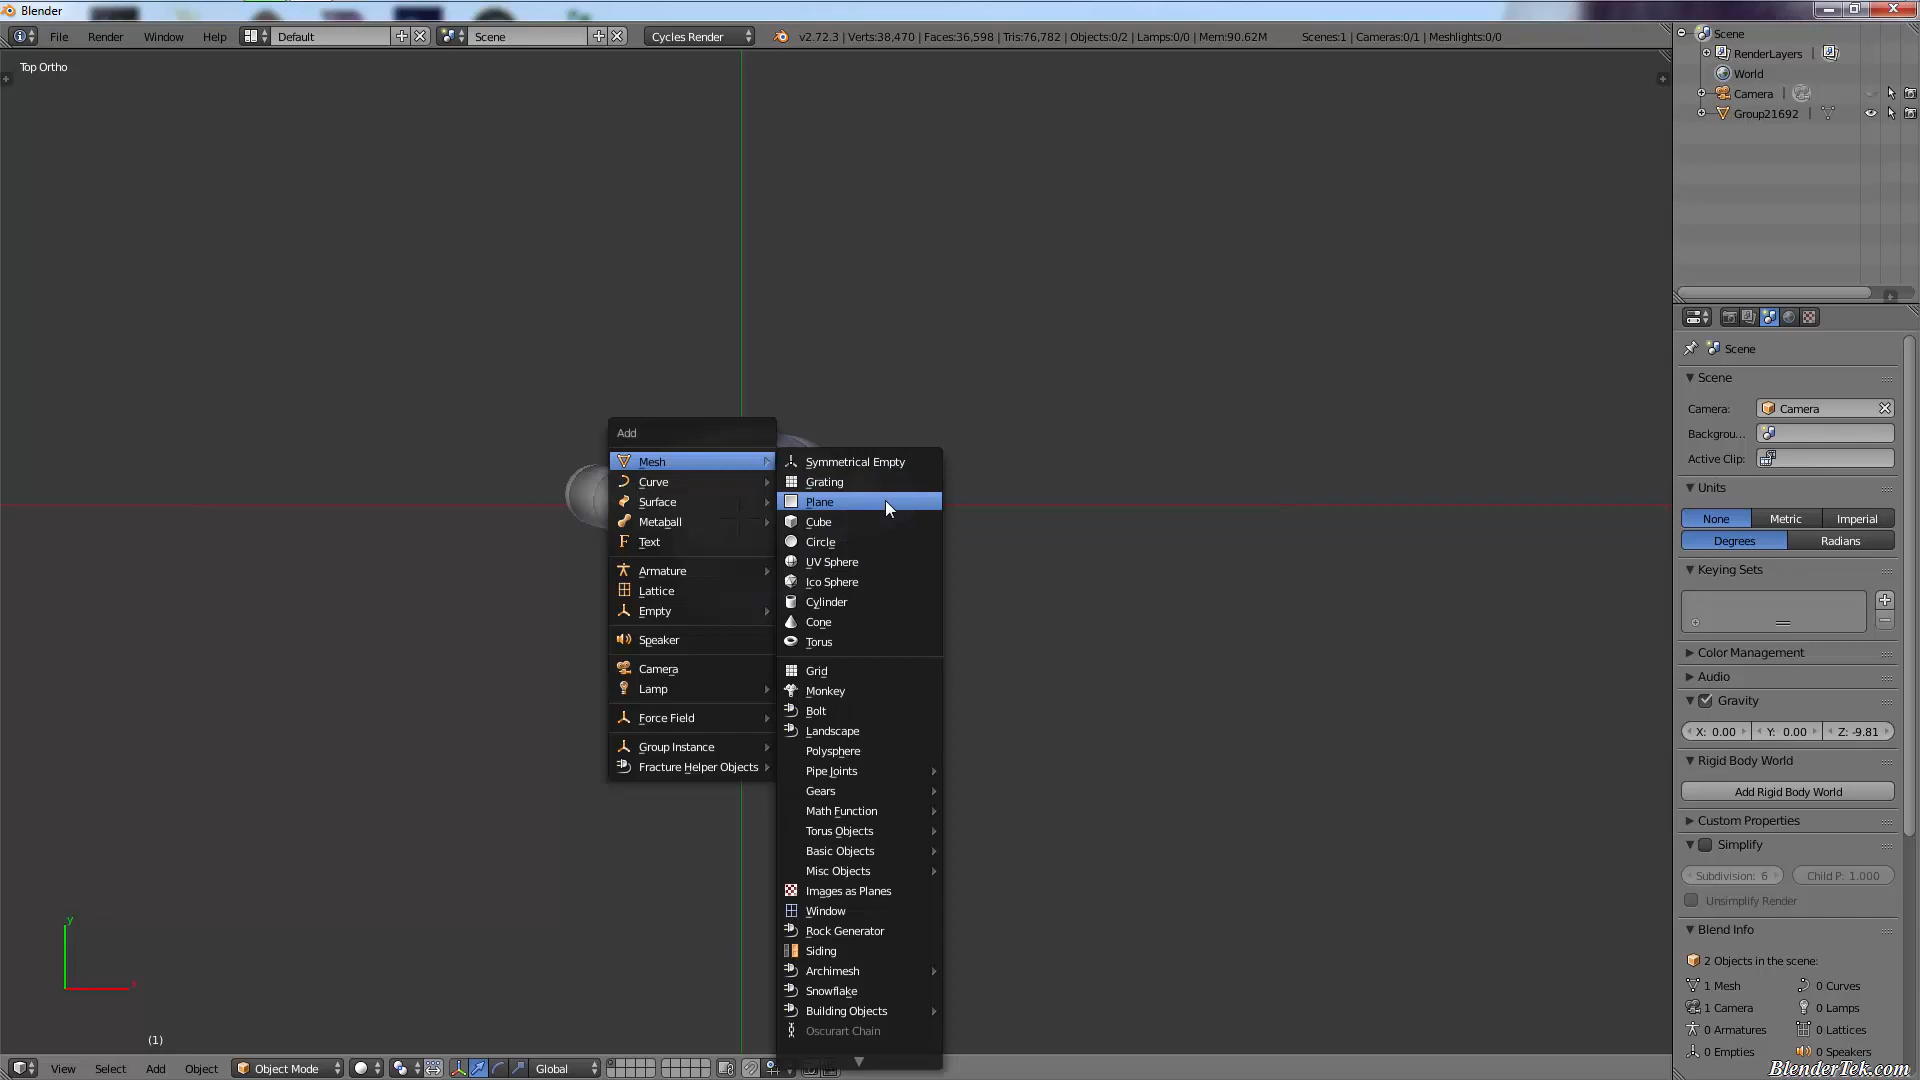 Blender
File Render Window Help Default Scene Cycles Render v2.72.3 | Verts:38,470 | Faces:36,598 | Tris:76,782 | Objects:0/2 | Lamps:0/0 | Mem:90.62M Scenes:1 | Cameras:0/1 | Meshlights:0/0
Top Ortho
Add
Mesh
Curve
Surface
Metaball
Text
Armature
Lattice
Empty
Speaker
Camera
Lamp
Force Field
Group Instance
Fracture Helper Objects
Symmetrical Empty
Grating
Plane
Cube
Circle
UV Sphere
Ico Sphere
Cylinder
Cone
Torus
Grid
Monkey
Bolt
Landscape
Polysphere
Pipe Joints
Gears
Math Function
Torus Objects
Basic Objects
Misc Objects
Images as Planes
Window
Rock Generator
Siding
Archimesh
Snowflake
Building Objects
Oscurart Chain
y
x
(1)
View Select Add Object Object Mode Global
Scene
RenderLayers |
World
Camera |
Group21692 |
Scene
Scene
Camera: Camera
Backgrou...
Active Clip:
Units
None Metric Imperial
Degrees Radians
Keying Sets
Color Management
Audio
Gravity
X: 0.00 Y: 0.00 Z: -9.81
Rigid Body World
Add Rigid Body World
Custom Properties
Simplify
Subdivision: 6 Child P: 1.000
Unsimplify Render
Blend Info
2 Objects in the scene:
1 Mesh 0 Curves
1 Camera 0 Lamps
0 Armatures 0 Lattices
0 Empties 0 Speakers
BlenderTek.com